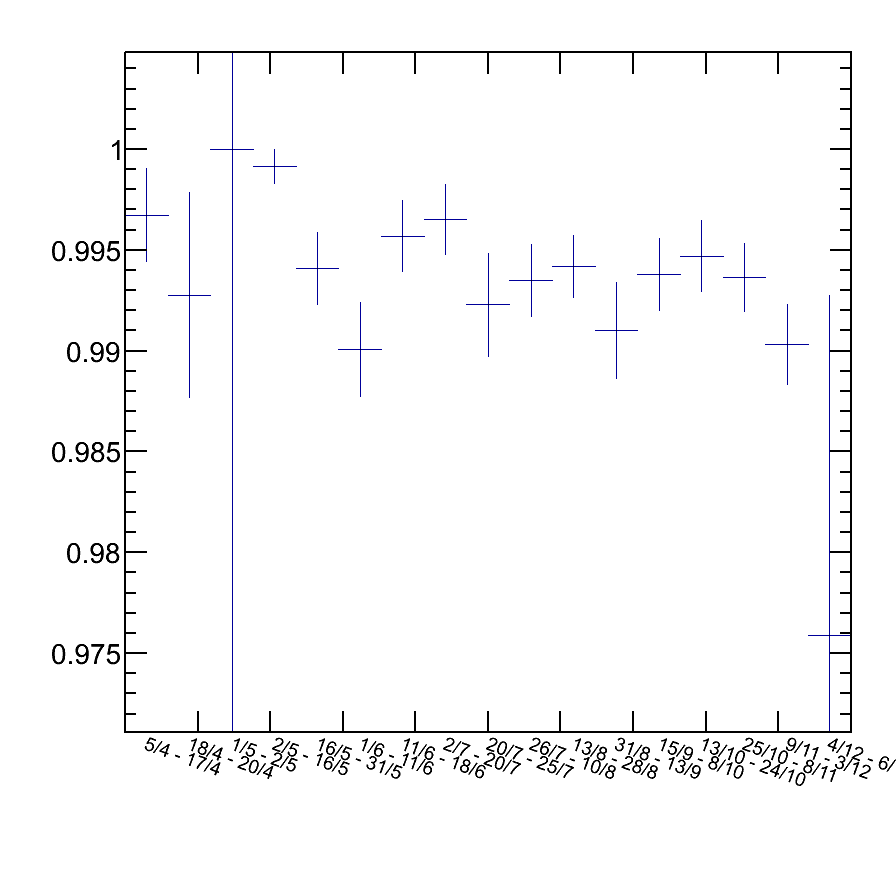 1
0.995
0.99
0.985
0.98
0.975
5/4 - 17/4
18/4 - 20/4
1/5 - 2/5
2/5 - 16/5
16/5 - 31/5
1/6 - 11/6
11/6 - 18/6
2/7 - 20/7
20/7 - 25/7
26/7 - 10/8
13/8 - 28/8
31/8 - 13/9
15/9 - 8/10
13/10 - 24/10
25/10 - 8/11
9/11 - 3/12
4/12 - 6/